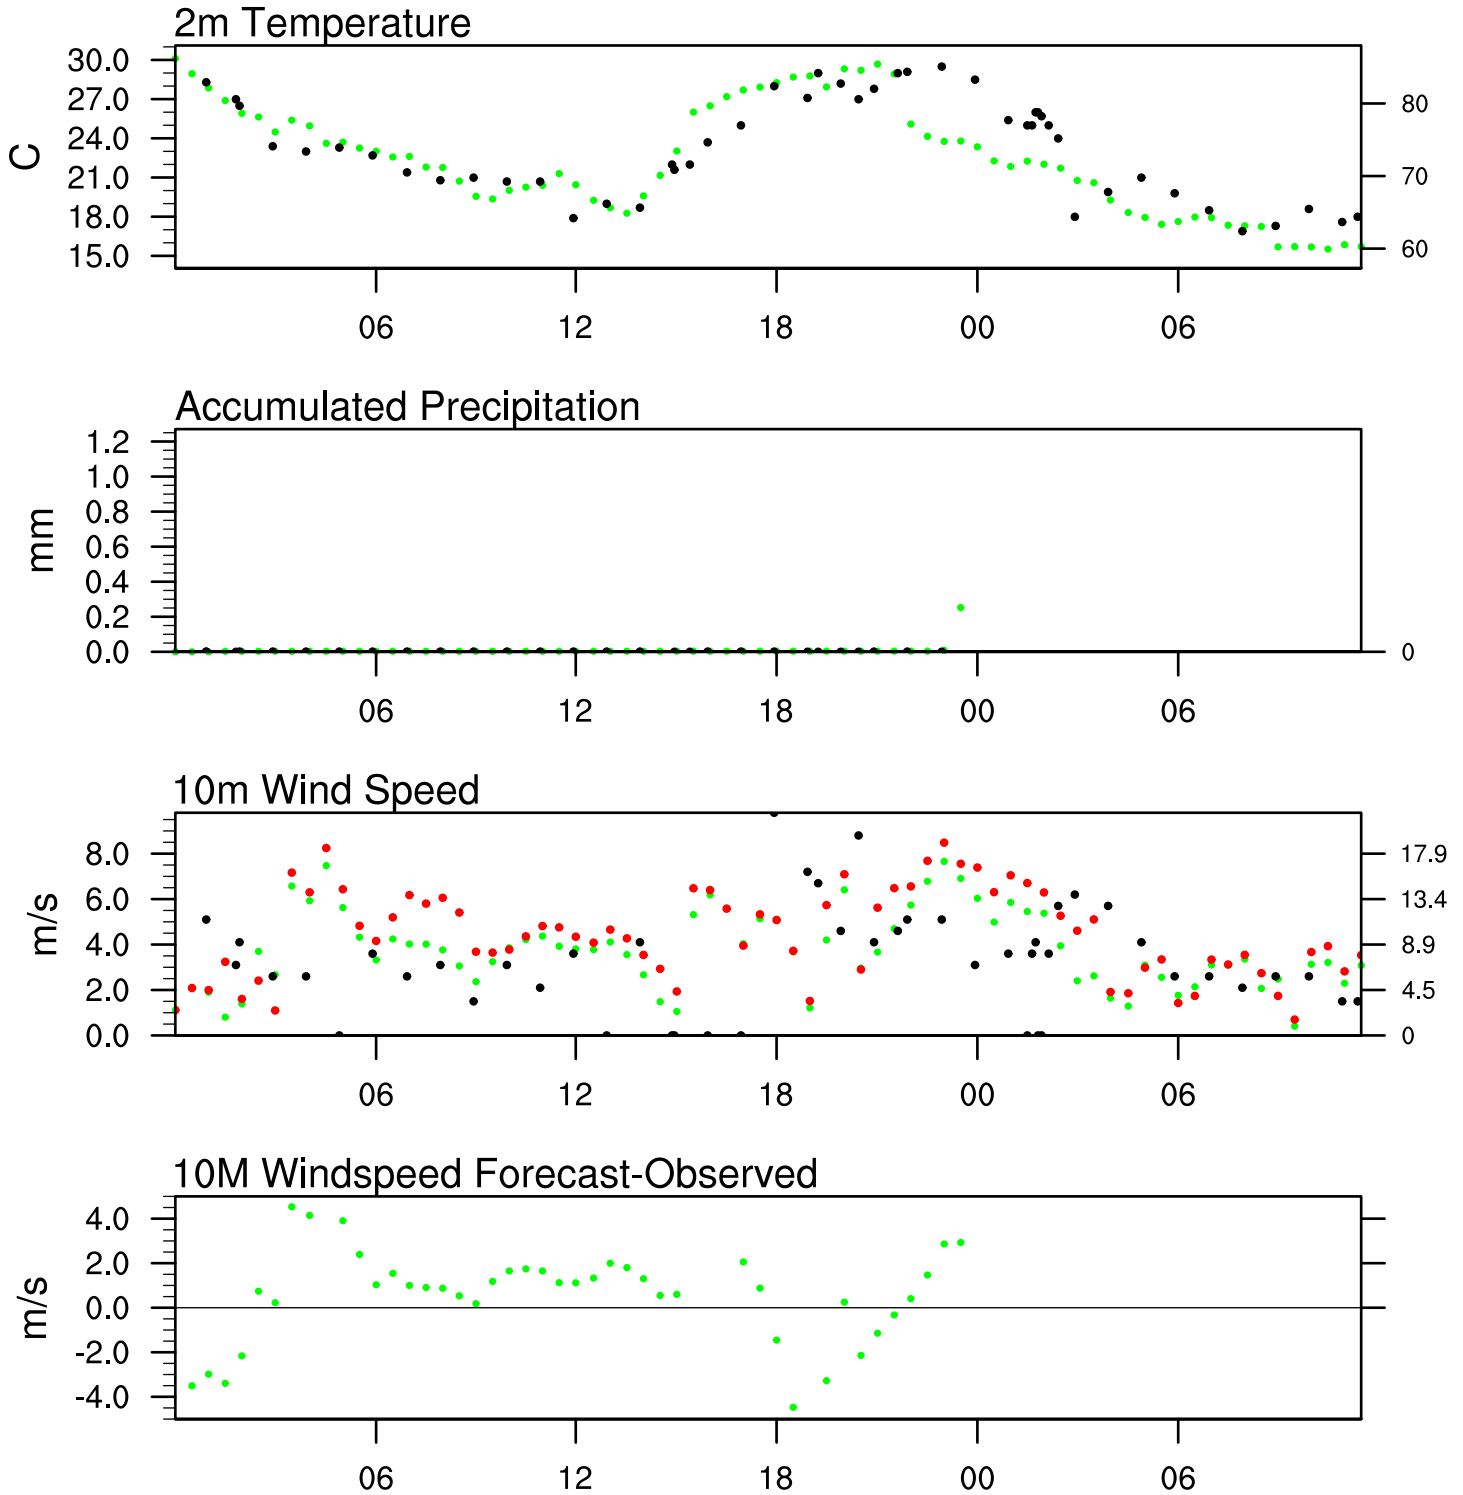 2m Temperature
30.0
27.0
24.0
21.0
18.0
15.0
C
80
70
60
06 12 18 00 06
Accumulated Precipitation
1.2
1.0
0.8
0.6
0.4
0.2
0.0
mm
0
06 12 18 00 06
10m Wind Speed
8.0
6.0
4.0
2.0
0.0
m/s
17.9
13.4
8.9
4.5
0
06 12 18 00 06
10M Windspeed Forecast-Observed
4.0
2.0
0.0
-2.0
-4.0
m/s
06 12 18 00 06